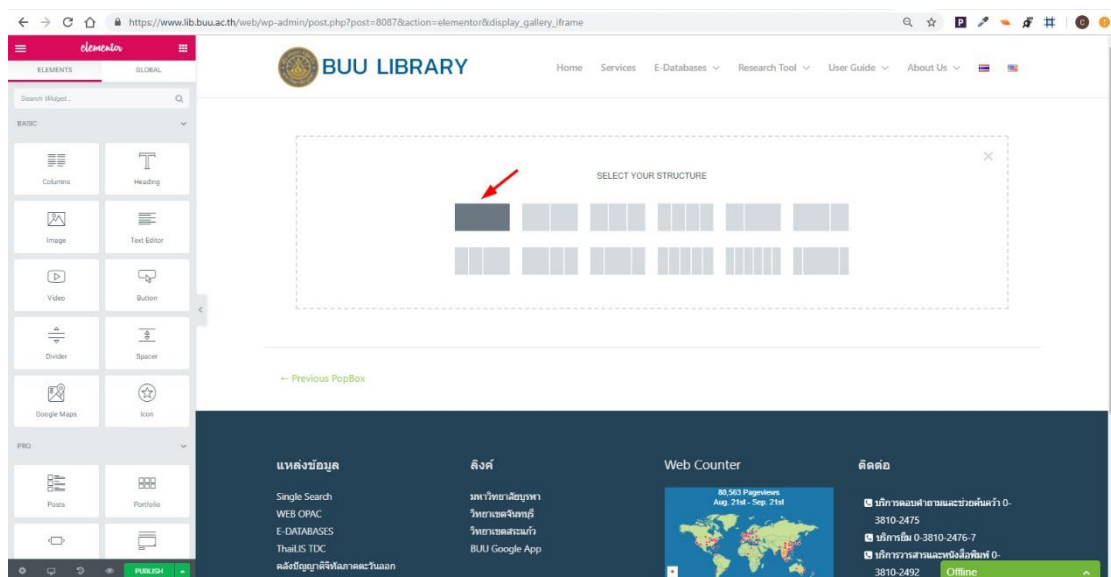 https://www.lib.buu.ac.th/web/wp-admin/post.php?post=8087&action=elementor&display_gallery_iframe
elementor
ELEMENTS GLOBAL
Search Widget...
BASIC
Columns Heading
Image Text Editor
Video Button
Divider Spacer
Google Maps Icon
PRO
Posts Portfolio
PUBLISH
BUU LIBRARY
Home Services E-Databases Research Tool User Guide About Us
SELECT YOUR STRUCTURE
← Previous PopBox
แหล่งข้อมูล
Single Search
WEB OPAC
E-DATABASES
ThaiLIS TDC
คลังปัญญาดิจิทัลภาคตะวันออก
ลิงค์
มหาวิทยาลัยบูรพา
วิทยาเขตจันทบุรี
วิทยาเขตสระแก้ว
BUU Google App
Web Counter
80,563 Pageviews
Aug. 21st - Sep. 21st
ติดต่อ
บริการตอบคำถามและช่วยค้นคว้า 0-
3810-2475
บริการยืม 0-3810-2476-7
บริการวารสารและหนังสือพิมพ์ 0-
3810-2492
Offline